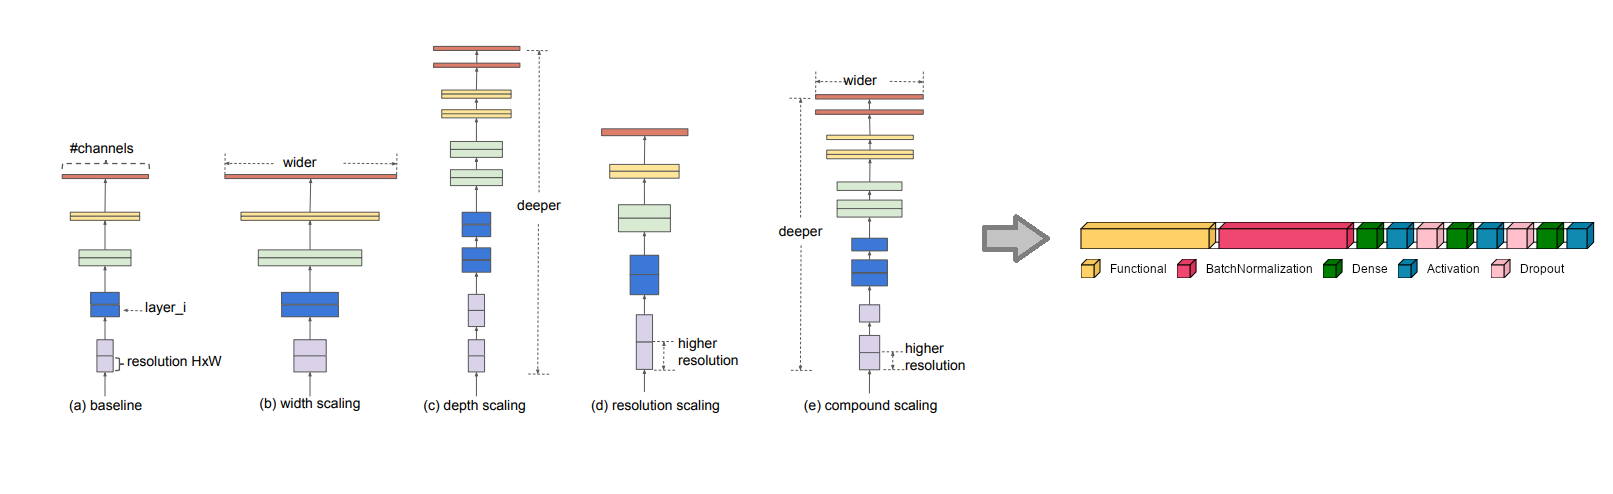 #channels
layer_i
resolution HxW
(a) baseline
wider
(b) width scaling
deeper
(c) depth scaling
higher
resolution
(d) resolution scaling
wider
deeper
higher
resolution
(e) compound scaling
Functional BatchNormalization Dense Activation Dropout